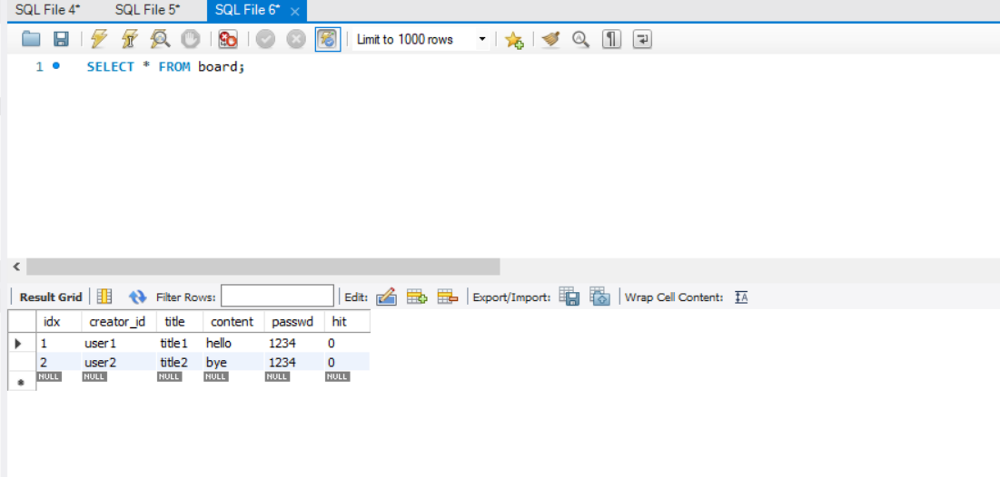 SQL File 4* SQL File 5* SQL File 6*
Limit to 1000 rows
1 SELECT * FROM board;
Result Grid Filter Rows: Edit: Export/Import: Wrap Cell Content: IA
idx creator_id title content passwd hit
1 user1 title1 hello 1234 0
2 user2 title2 bye 1234 0
NULL NULL NULL NULL NULL NULL